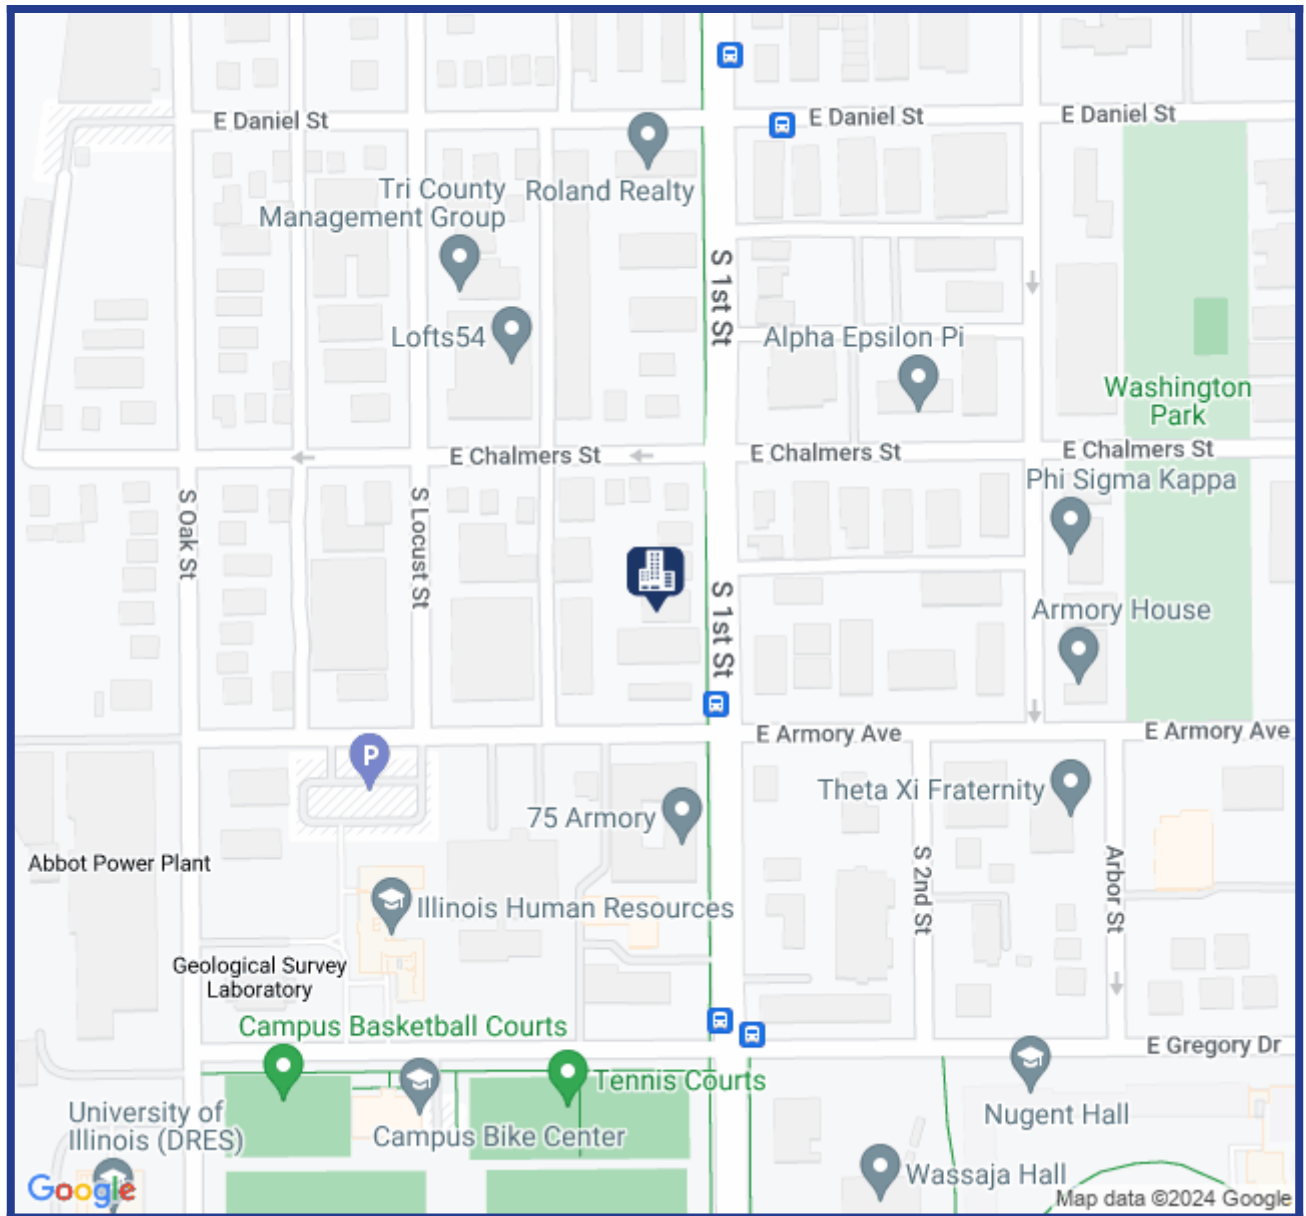 E Daniel St
E Daniel St
E Daniel St
Tri County
Management Group
Roland Realty
S 1st St
Lofts54
Alpha Epsilon Pi
Washington
Park
E Chalmers St
E Chalmers St
E Chalmers St
Phi Sigma Kappa
S Oak St
S Locust St
S 1st St
Armory House
E Armory Ave
E Armory Ave
P
Theta Xi Fraternity
75 Armory
Abbot Power Plant
S 2nd St
Arbor St
Illinois Human Resources
Geological Survey
Laboratory
Campus Basketball Courts
E Gregory Dr
Tennis Courts
University of
Illinois (DRES)
Campus Bike Center
Nugent Hall
Wassaja Hall
Google
Map data ©2024 Google